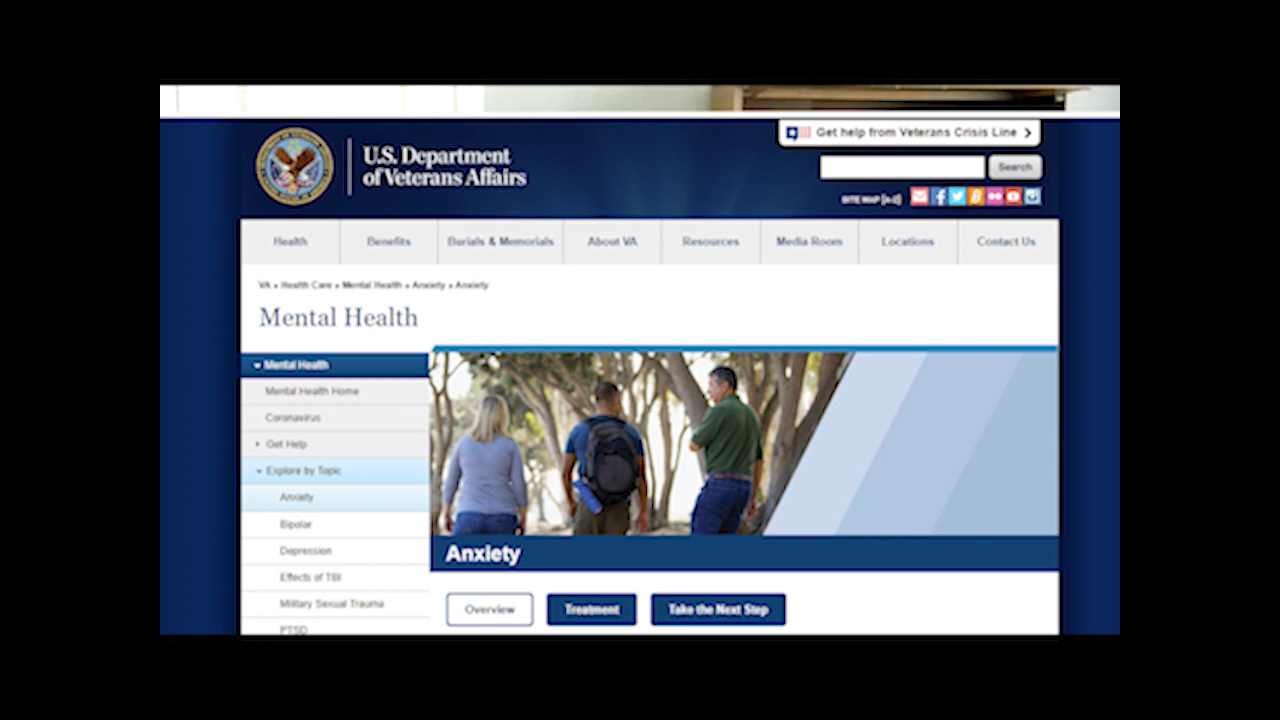 Get help from Veterans Crisis Line
U.S. Department
of Veterans Affairs
Search
SITE MAP [A-Z]
Health Benefits Burials & Memorials About VA Resources Media Room Locations Contact Us
VA » Health Care » Mental Health » Anxiety » Anxiety
Mental Health
Mental Health
Mental Health Home
Coronavirus
Get Help
Explore by Topic
Anxiety
Bipolar
Depression
Effects of TBI
Military Sexual Trauma
PTSD
Anxiety
Overview Treatment Take the Next Step